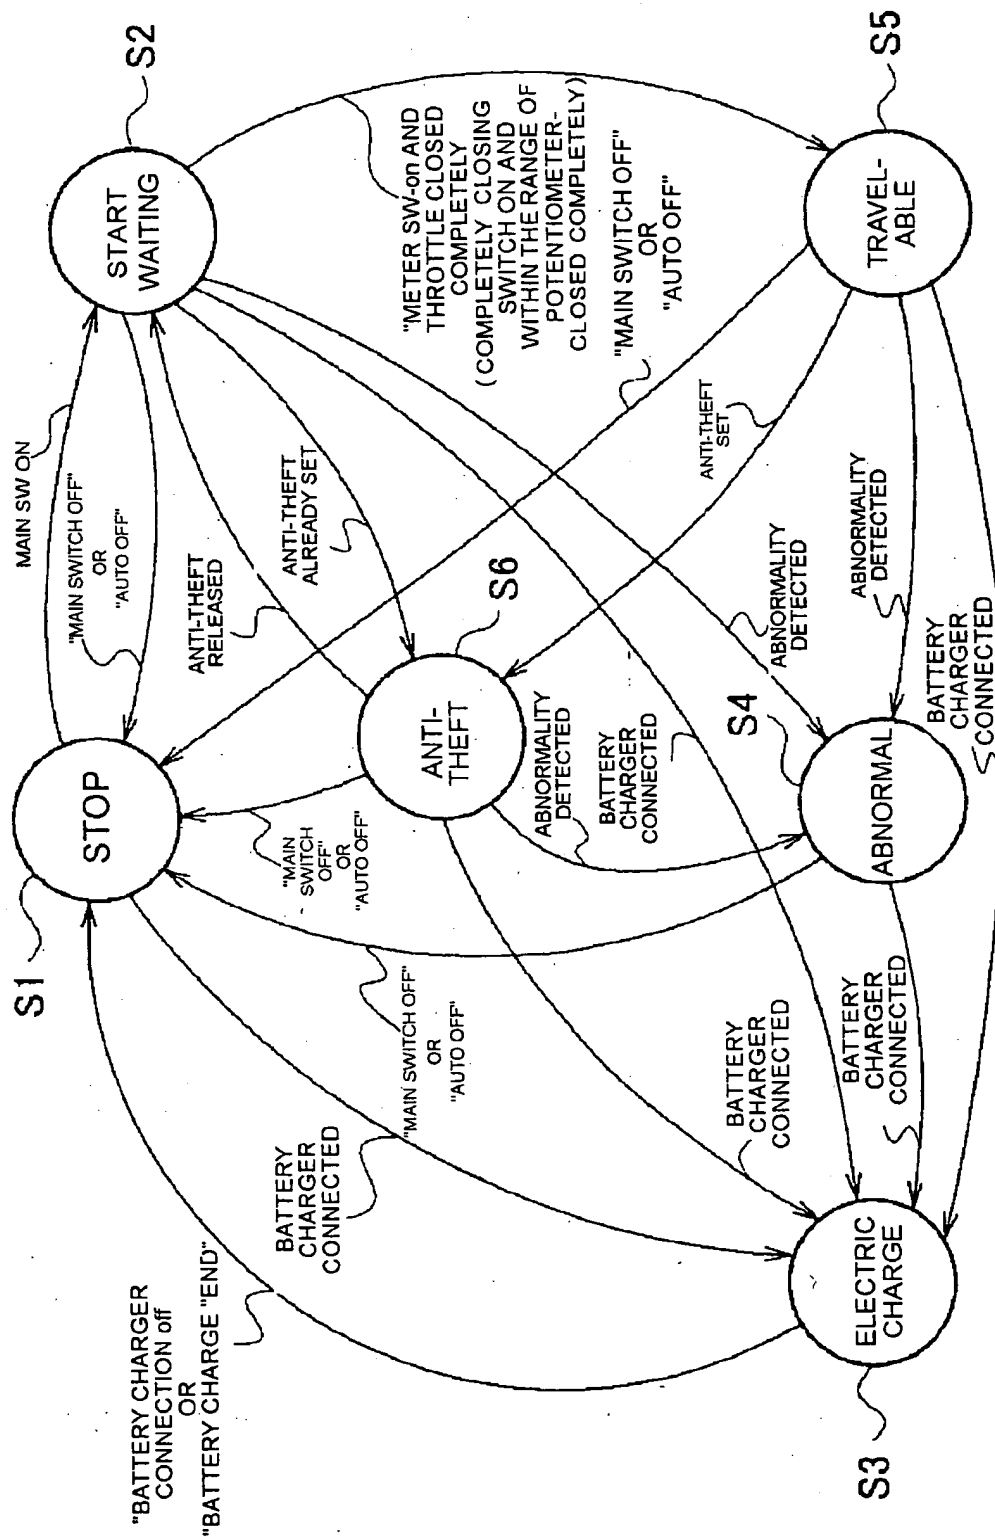 S1
STOP
MAIN SW ON
S2
START
WAITING
"MAIN SWITCH OFF"
OR
"AUTO OFF"
ANTI-THEFT
RELEASED
ANTI-THEFT
ALREADY SET
"METER SW-on AND
THROTTLE CLOSED
COMPLETELY
(COMPLETELY CLOSING
SWITCH ON AND
WITHIN THE RANGE OF
POTENTIOMETER-
CLOSED COMPLETELY)
"BATTERY CHARGER
CONNECTION off
OR
"BATTERY CHARGE "END"
BATTERY
CHARGER
CONNECTED
"MAIN
SWITCH
OFF"
OR
"AUTO OFF"
"MAIN SWITCH OFF"
OR
"AUTO OFF"
ANTI-
THEFT
S6
"MAIN SWITCH OFF"
OR
"AUTO OFF"
ABNORMALITY
DETECTED
BATTERY
CHARGER
CONNECTED
ANTI-THEFT
SET
BATTERY
CHARGER
CONNECTED
S4
ABNORMAL
ABNORMALITY
DETECTED
ABNORMALITY
DETECTED
S5
TRAVEL-
ABLE
S3
ELECTRIC
CHARGE
BATTERY
CHARGER
CONNECTED
BATTERY
CHARGER
CONNECTED